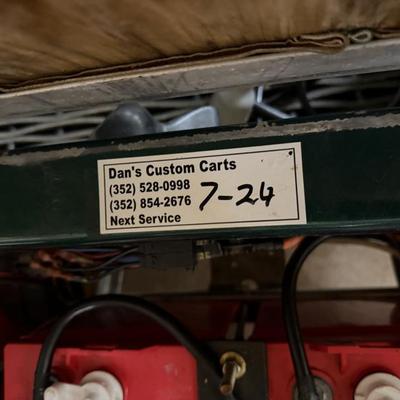 Dan's Custom Carts
(352) 528-0998
(352) 854-2676 7-24
Next Service